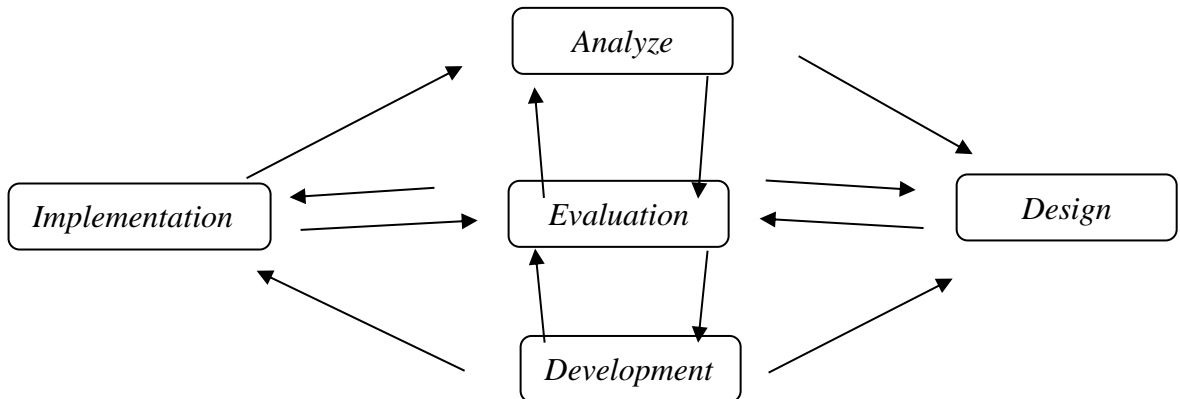 Analyze
Implementation
Evaluation
Design
Development